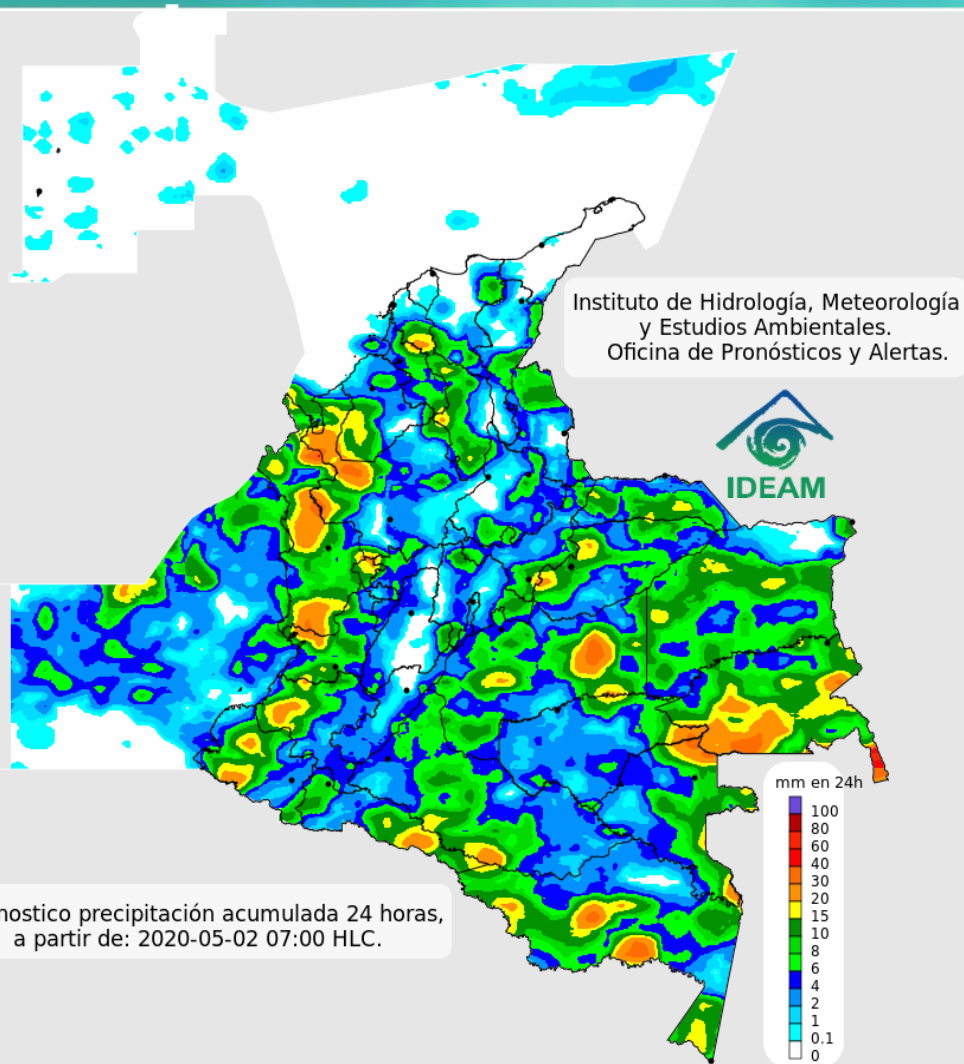 Instituto de Hidrología, Meteorología
y Estudios Ambientales.
Oficina de Pronósticos y Alertas.
IDEAM
mm en 24h
100
80
60
40
30
20
15
10
8
6
4
2
1
0.1
0
nostico precipitación acumulada 24 horas,
a partir de: 2020-05-02 07:00 HLC.